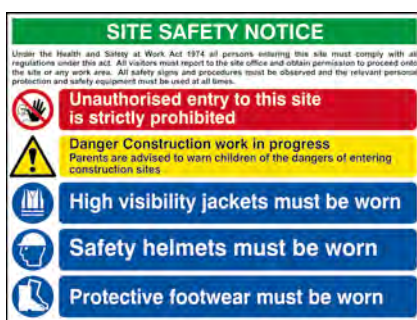 SITE SAFETY NOTICE
Under the Health and Safety at Work Act 1974 all persons entering this site must comply with all
regulations under this act. All visitors must report to the site office and obtain permission to proceed onto
the site or any work area. All safety signs and procedures must be observed and the relevant personal
protection and safety equipment must be used at all times.
Unauthorised entry to this site
is strictly prohibited
Danger Construction work in progress
Parents are advised to warn children of the dangers of entering
construction sites
High visibility jackets must be worn
Safety helmets must be worn
Protective footwear must be worn